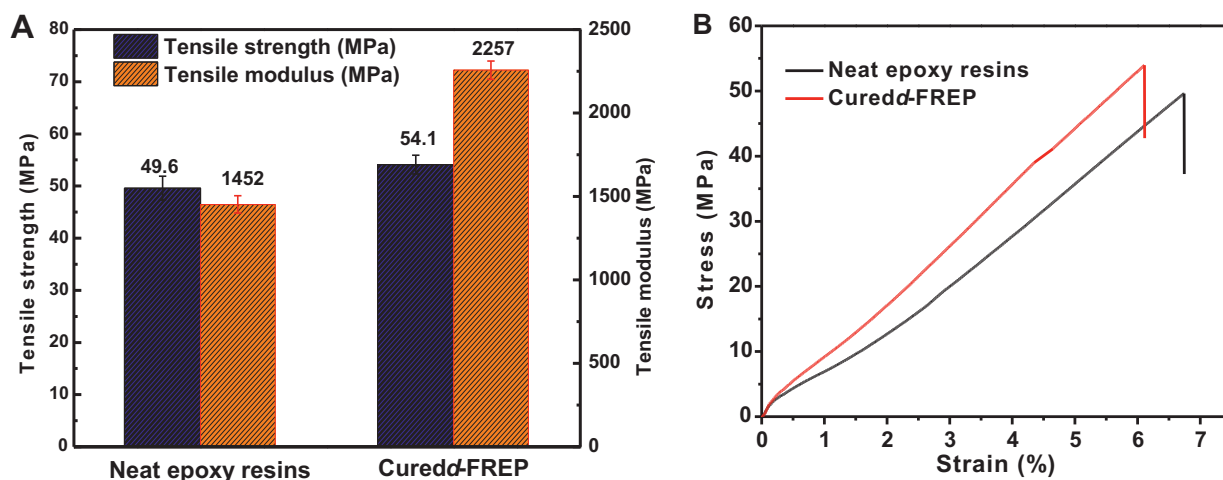 A
Tensile strength (MPa)
80
70
60
50
40
30
20
10
0
Tensile strength (MPa)
Tensile modulus (MPa)
49.6
1452
54.1
2257
Neat epoxy resins
Curedd-FREP
2500
2000
1500
1000
500
0
Tensile modulus (MPa)
B
Stress (MPa)
60
50
40
30
20
10
0
Neat epoxy resins
Curedd-FREP
0 1 2 3 4 5 6 7
Strain (%)